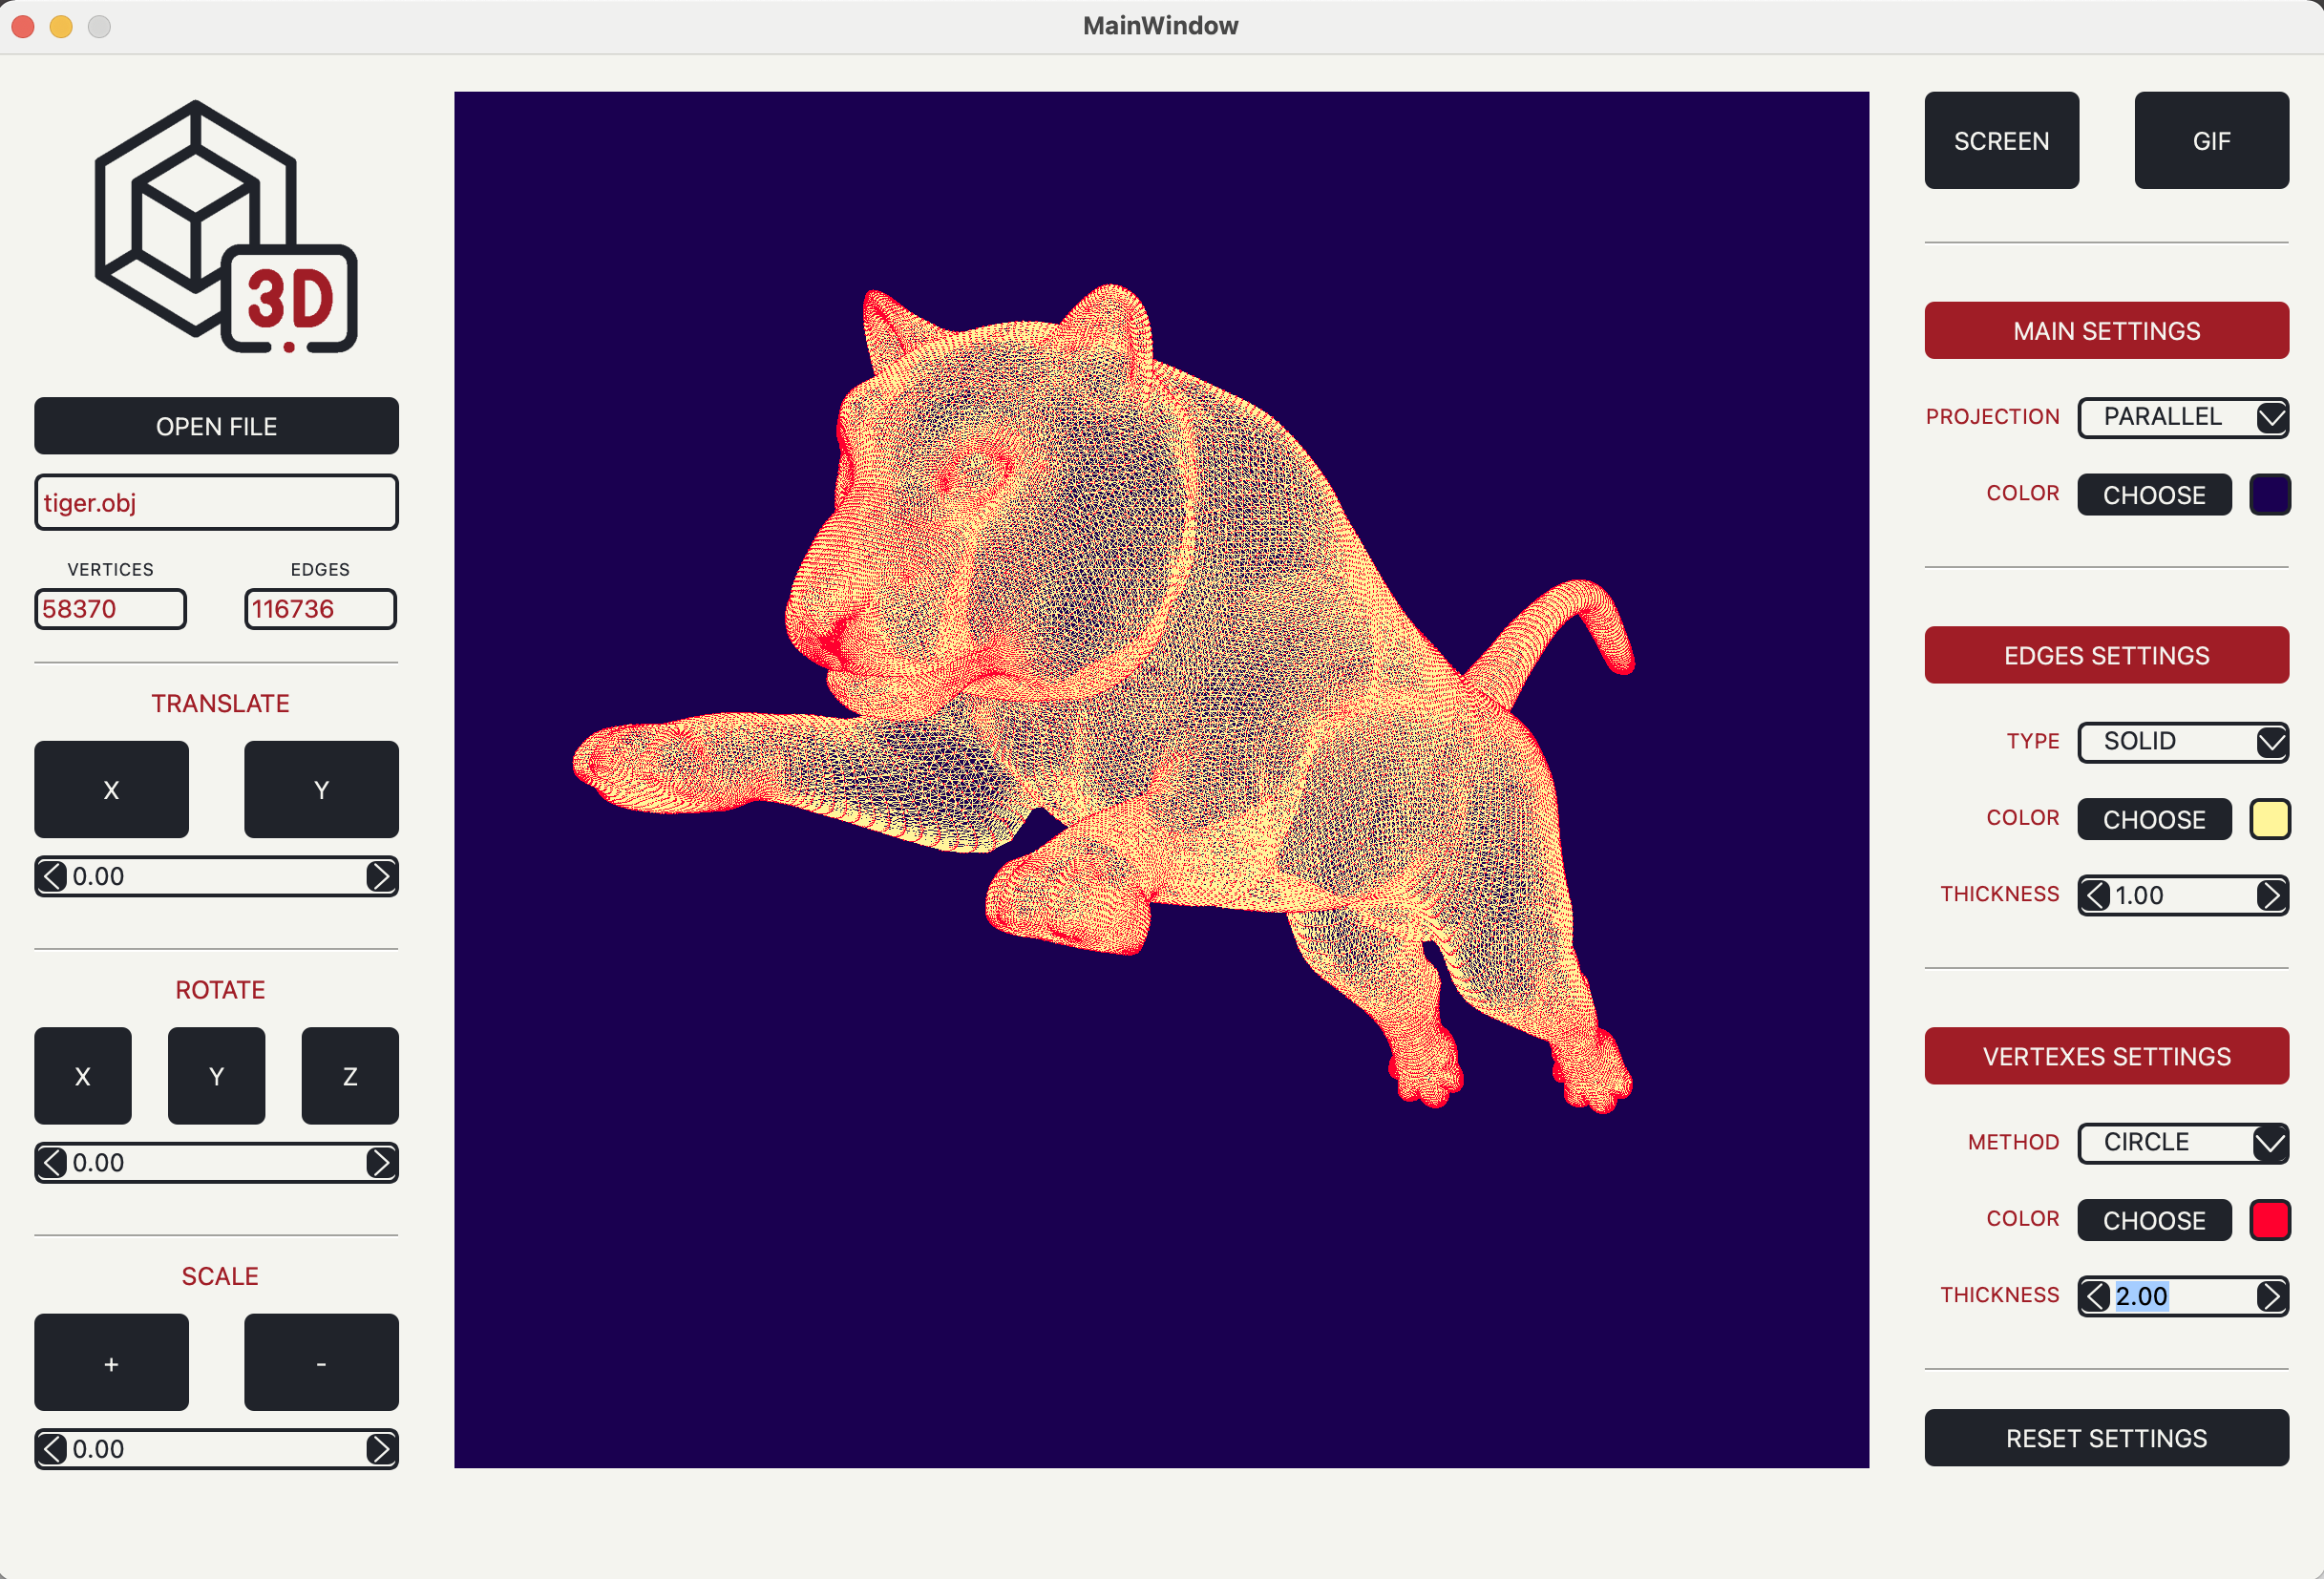 MainWindow
3D
OPEN FILE
tiger.obj
VERTICES EDGES
58370 116736
TRANSLATE
X Y
0.00
ROTATE
X Y Z
0.00
SCALE
+ -
0.00
SCREEN GIF
MAIN SETTINGS
PROJECTION PARALLEL
COLOR CHOOSE
EDGES SETTINGS
TYPE SOLID
COLOR CHOOSE
THICKNESS 1.00
VERTEXES SETTINGS
METHOD CIRCLE
COLOR CHOOSE
THICKNESS 2.00
RESET SETTINGS